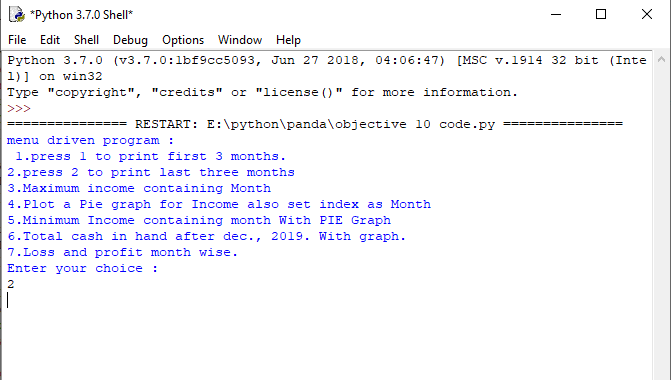 *Python 3.7.0 Shell*
File Edit Shell Debug Options Window Help
Python 3.7.0 (v3.7.0:1bf9cc5093, Jun 27 2018, 04:06:47) [MSC v.1914 32 bit (Inte
l)] on win32
Type "copyright", "credits" or "license()" for more information.
>>>
=============== RESTART: E:\python\panda\objective 10 code.py ===============
menu driven program :
 1.press 1 to print first 3 months.
2.press 2 to print last three months
3.Maximum income containing Month
4.Plot a Pie graph for Income also set index as Month
5.Minimum Income containing month With PIE Graph
6.Total cash in hand after dec., 2019. With graph.
7.Loss and profit month wise.
Enter your choice :
2